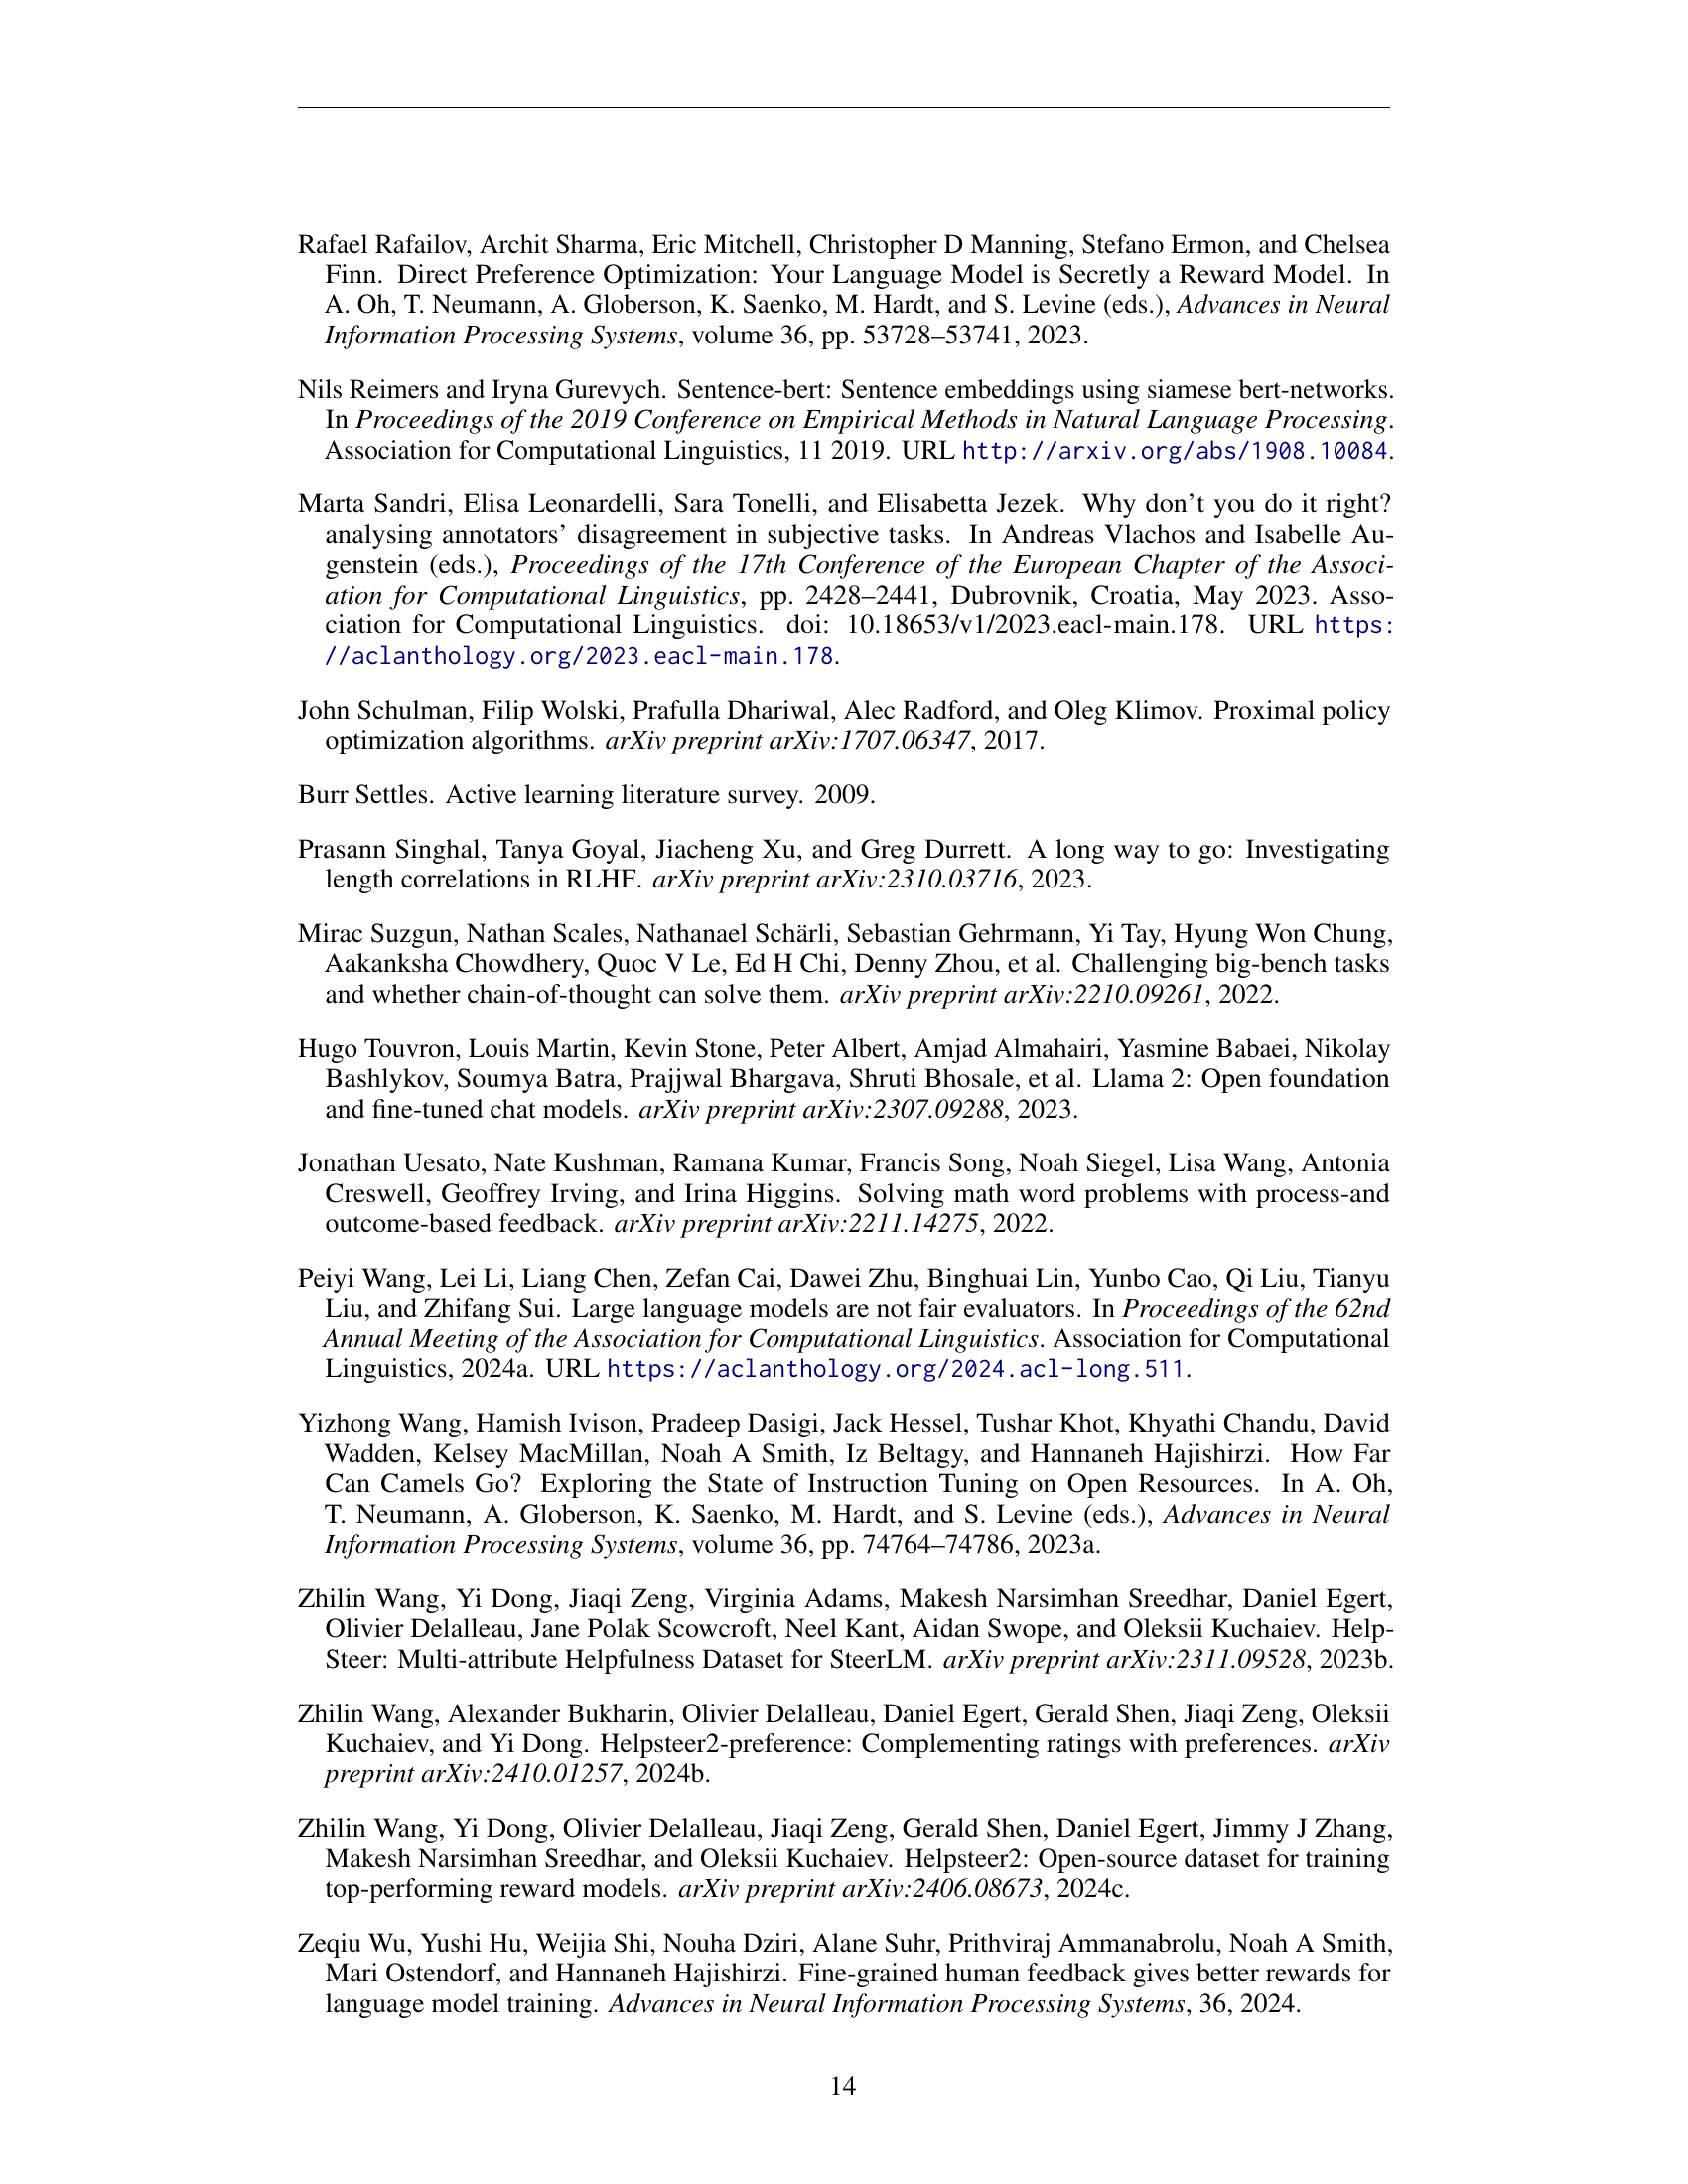 Rafael Rafailov, Archit Sharma, Eric Mitchell, Christopher D Manning, Stefano Ermon, and Chelsea
Finn. Direct Preference Optimization: Your Language Model is Secretly a Reward Model. In
A. Oh, T. Neumann, A. Globerson, K. Saenko, M. Hardt, and S. Levine (eds.), Advances in Neural
Information Processing Systems, volume 36, pp. 53728–53741, 2023.
Nils Reimers and Iryna Gurevych. Sentence-bert: Sentence embeddings using siamese bert-networks.
In Proceedings of the 2019 Conference on Empirical Methods in Natural Language Processing.
Association for Computational Linguistics, 11 2019. URL http://arxiv.org/abs/1908.10084.
Marta Sandri, Elisa Leonardelli, Sara Tonelli, and Elisabetta Jezek. Why don’t you do it right?
analysing annotators’ disagreement in subjective tasks. In Andreas Vlachos and Isabelle Au-
genstein (eds.), Proceedings of the 17th Conference of the European Chapter of the Associ-
ation for Computational Linguistics, pp. 2428–2441, Dubrovnik, Croatia, May 2023. Asso-
ciation for Computational Linguistics. doi: 10.18653/v1/2023.eacl-main.178. URL https:
//aclanthology.org/2023.eacl-main.178.
John Schulman, Filip Wolski, Prafulla Dhariwal, Alec Radford, and Oleg Klimov. Proximal policy
optimization algorithms. arXiv preprint arXiv:1707.06347, 2017.
Burr Settles. Active learning literature survey. 2009.
Prasann Singhal, Tanya Goyal, Jiacheng Xu, and Greg Durrett. A long way to go: Investigating
length correlations in RLHF. arXiv preprint arXiv:2310.03716, 2023.
Mirac Suzgun, Nathan Scales, Nathanael Schärli, Sebastian Gehrmann, Yi Tay, Hyung Won Chung,
Aakanksha Chowdhery, Quoc V Le, Ed H Chi, Denny Zhou, et al. Challenging big-bench tasks
and whether chain-of-thought can solve them. arXiv preprint arXiv:2210.09261, 2022.
Hugo Touvron, Louis Martin, Kevin Stone, Peter Albert, Amjad Almahairi, Yasmine Babaei, Nikolay
Bashlykov, Soumya Batra, Prajjwal Bhargava, Shruti Bhosale, et al. Llama 2: Open foundation
and fine-tuned chat models. arXiv preprint arXiv:2307.09288, 2023.
Jonathan Uesato, Nate Kushman, Ramana Kumar, Francis Song, Noah Siegel, Lisa Wang, Antonia
Creswell, Geoffrey Irving, and Irina Higgins. Solving math word problems with process-and
outcome-based feedback. arXiv preprint arXiv:2211.14275, 2022.
Peiyi Wang, Lei Li, Liang Chen, Zefan Cai, Dawei Zhu, Binghuai Lin, Yunbo Cao, Qi Liu, Tianyu
Liu, and Zhifang Sui. Large language models are not fair evaluators. In Proceedings of the 62nd
Annual Meeting of the Association for Computational Linguistics. Association for Computational
Linguistics, 2024a. URL https://aclanthology.org/2024.acl-long.511.
Yizhong Wang, Hamish Ivison, Pradeep Dasigi, Jack Hessel, Tushar Khot, Khyathi Chandu, David
Wadden, Kelsey MacMillan, Noah A Smith, Iz Beltagy, and Hannaneh Hajishirzi. How Far
Can Camels Go? Exploring the State of Instruction Tuning on Open Resources. In A. Oh,
T. Neumann, A. Globerson, K. Saenko, M. Hardt, and S. Levine (eds.), Advances in Neural
Information Processing Systems, volume 36, pp. 74764–74786, 2023a.
Zhilin Wang, Yi Dong, Jiaqi Zeng, Virginia Adams, Makesh Narsimhan Sreedhar, Daniel Egert,
Olivier Delalleau, Jane Polak Scowcroft, Neel Kant, Aidan Swope, and Oleksii Kuchaiev. Help-
Steer: Multi-attribute Helpfulness Dataset for SteerLM. arXiv preprint arXiv:2311.09528, 2023b.
Zhilin Wang, Alexander Bukharin, Olivier Delalleau, Daniel Egert, Gerald Shen, Jiaqi Zeng, Oleksii
Kuchaiev, and Yi Dong. Helpsteer2-preference: Complementing ratings with preferences. arXiv
preprint arXiv:2410.01257, 2024b.
Zhilin Wang, Yi Dong, Olivier Delalleau, Jiaqi Zeng, Gerald Shen, Daniel Egert, Jimmy J Zhang,
Makesh Narsimhan Sreedhar, and Oleksii Kuchaiev. Helpsteer2: Open-source dataset for training
top-performing reward models. arXiv preprint arXiv:2406.08673, 2024c.
Zeqiu Wu, Yushi Hu, Weijia Shi, Nouha Dziri, Alane Suhr, Prithviraj Ammanabrolu, Noah A Smith,
Mari Ostendorf, and Hannaneh Hajishirzi. Fine-grained human feedback gives better rewards for
language model training. Advances in Neural Information Processing Systems, 36, 2024.
14